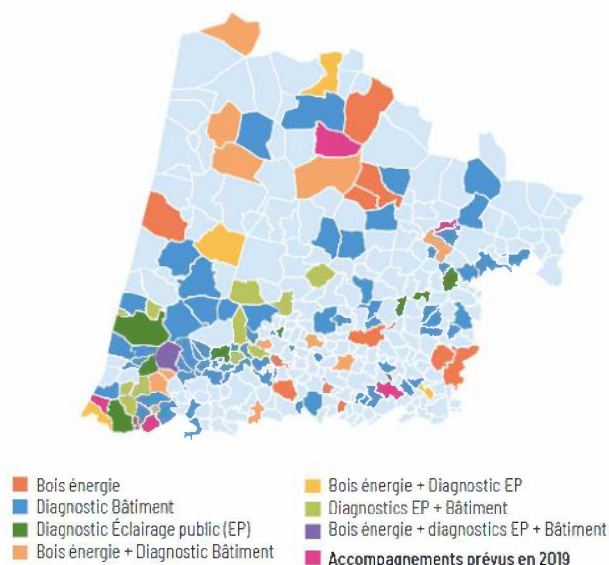 Bois énergie
Diagnostic Bâtiment
Diagnostic Éclairage public (EP)
Bois énergie + Diagnostic Bâtiment
Bois énergie + Diagnostic EP
Diagnostics EP + Bâtiment
Bois énergie + diagnostics EP + Bâtiment
Accompagnements prévus en 2019